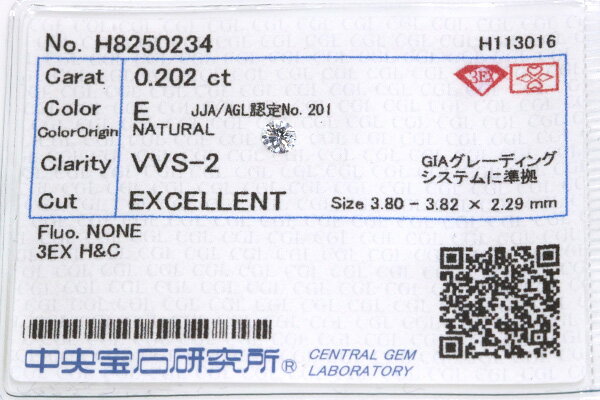 No. H8250234 H113016
Carat 0.202 ct 3EX
Color E JJA/AGL認定No. 201
ColorOrigin NATURAL
Clarity VVS-2 GIAグレーディング
システムに準拠
Cut EXCELLENT Size 3.80 - 3.82 × 2.29 mm
Fluo. NONE
3EX H&C
中央宝石研究所® CENTRAL GEM
LABORATORY